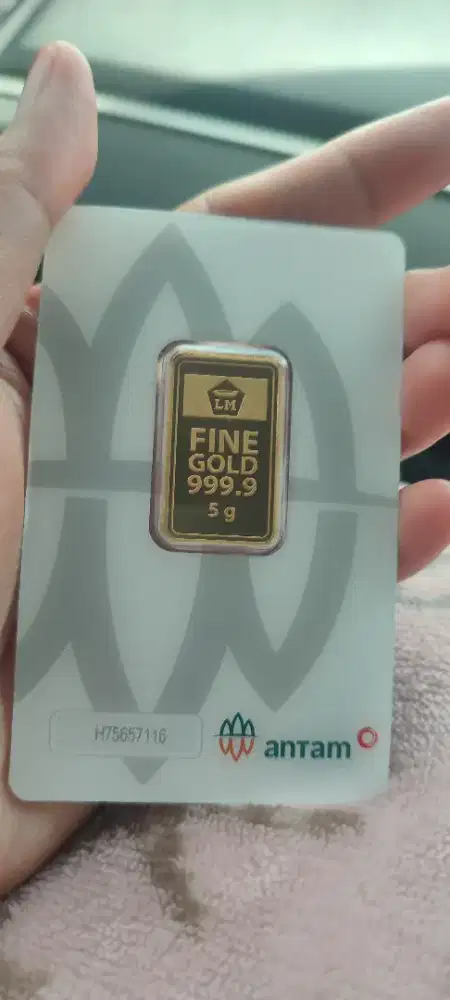 LM
FINE
GOLD
999.9
5 g
H75657116
antam